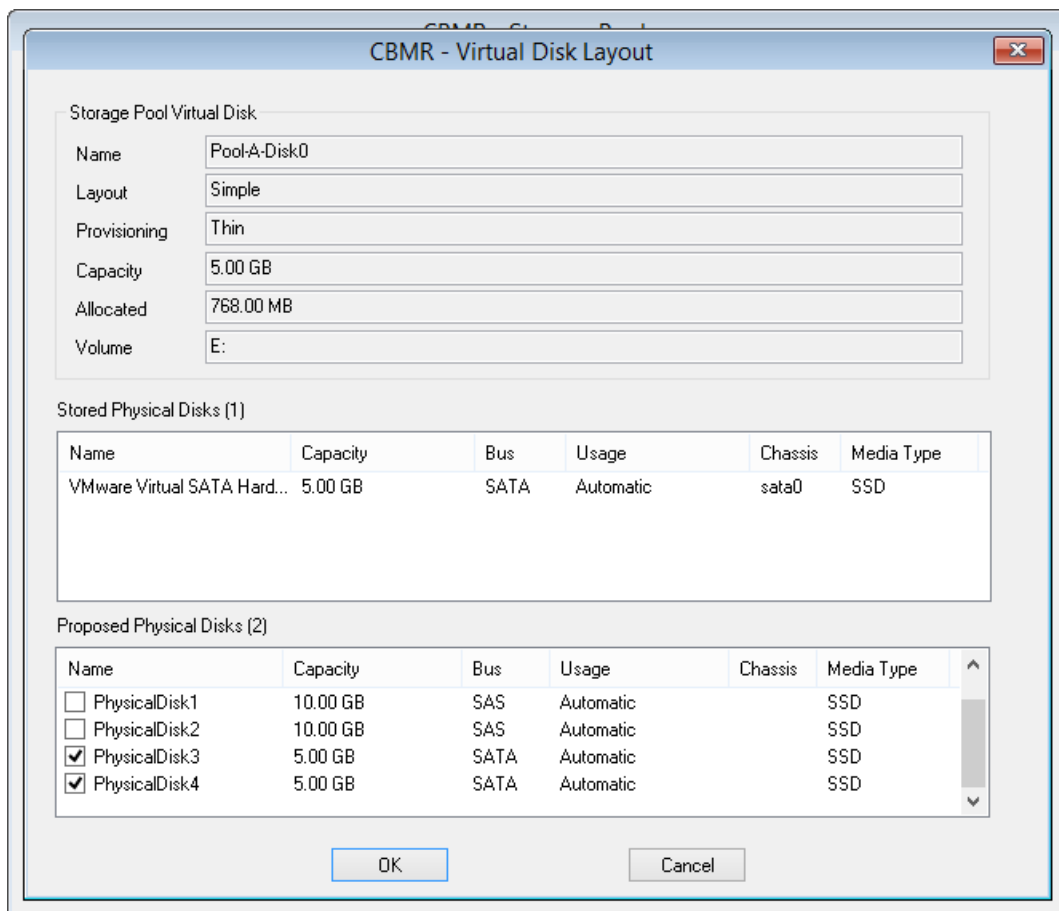 CBMR - Virtual Disk Layout
Storage Pool Virtual Disk
Name Pool-A-Disk0
Layout Simple
Provisioning Thin
Capacity 5.00 GB
Allocated 768.00 MB
Volume E:
Stored Physical Disks (1)
Name Capacity Bus Usage Chassis Media Type
VMware Virtual SATA Hard... 5.00 GB SATA Automatic sata0 SSD
Proposed Physical Disks (2)
Name Capacity Bus Usage Chassis Media Type
PhysicalDisk1 10.00 GB SAS Automatic SSD
PhysicalDisk2 10.00 GB SAS Automatic SSD
PhysicalDisk3 5.00 GB SATA Automatic SSD
PhysicalDisk4 5.00 GB SATA Automatic SSD
OK Cancel